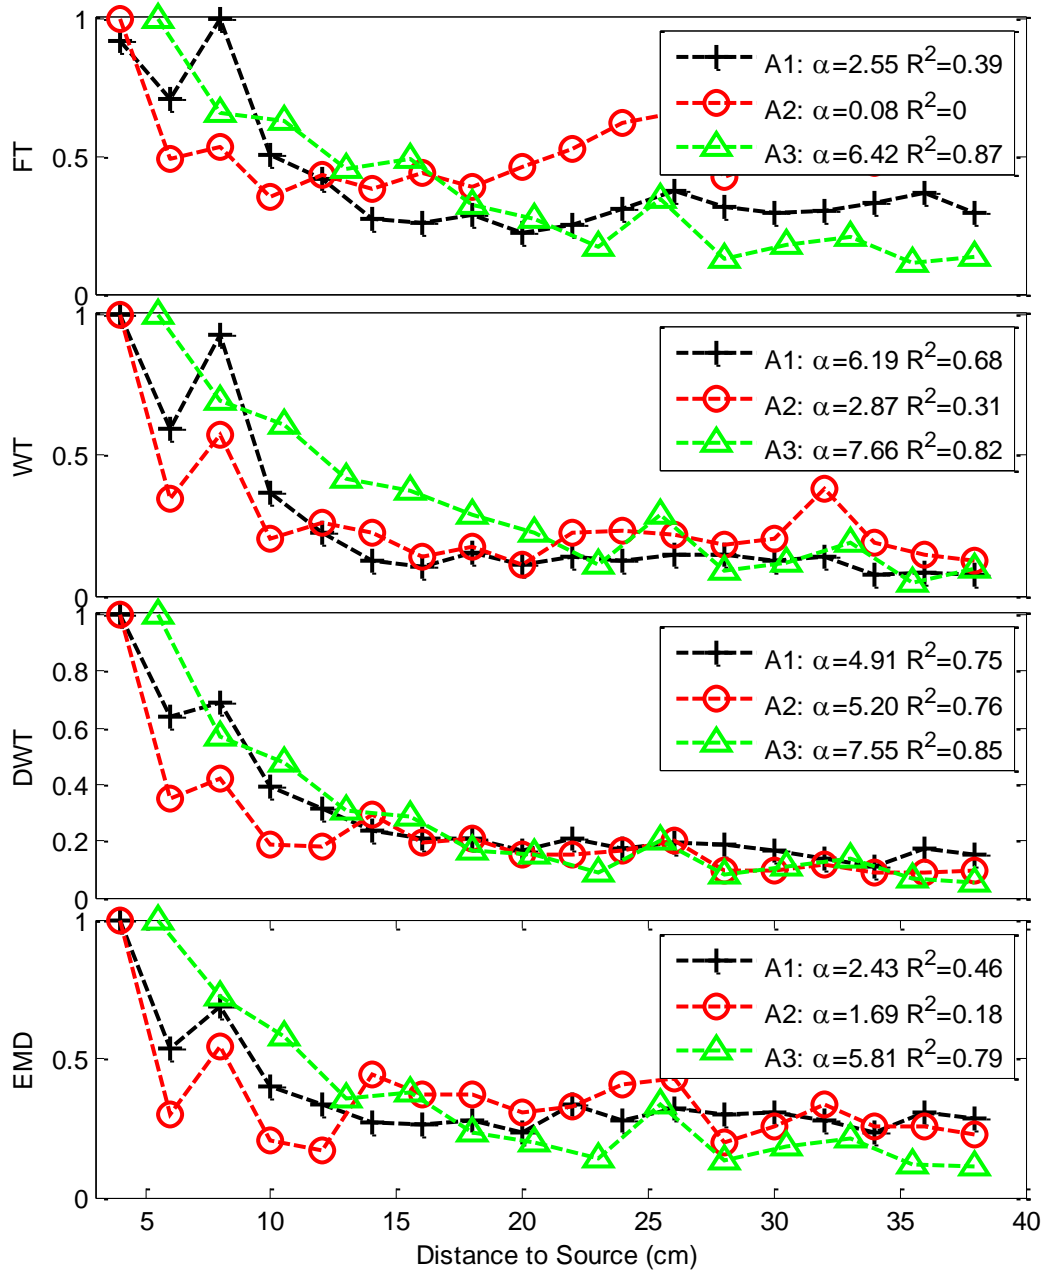 1
0.5
0
FT
A1: α=2.55 R²=0.39
A2: α=0.08 R²=0
A3: α=6.42 R²=0.87
1
0.5
0
WT
A1: α=6.19 R²=0.68
A2: α=2.87 R²=0.31
A3: α=7.66 R²=0.82
1
0.8
0.6
0.4
0.2
0
DWT
A1: α=4.91 R²=0.75
A2: α=5.20 R²=0.76
A3: α=7.55 R²=0.85
1
0.5
0
EMD
A1: α=2.43 R²=0.46
A2: α=1.69 R²=0.18
A3: α=5.81 R²=0.79
5 10 15 20 25 30 35 40
Distance to Source (cm)